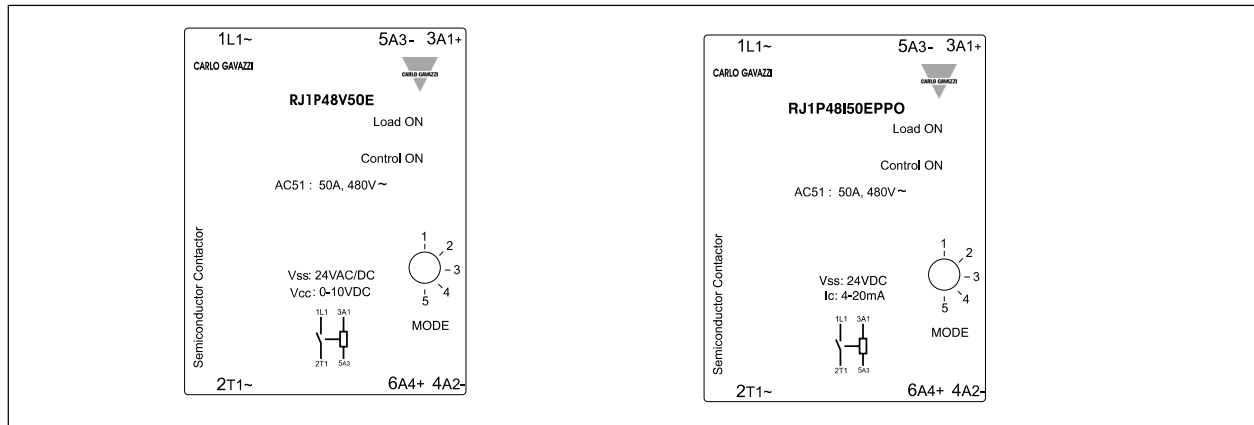 1L1~ 5A3- 3A1+
CARLO GAVAZZI
CARLO GAVAZZI
RJ1P48V50E
Load ON
Control ON
AC51 : 50A, 480V~
Semiconductor Contactor
1
2
3
4
5
MODE
Vss: 24VAC/DC
Vcc: 0-10VDC
1L1 3A1
2T1 5A3
2T1~ 6A4+ 4A2-
1L1~ 5A3- 3A1+
CARLO GAVAZZI
CARLO GAVAZZI
RJ1P48I50EPPO
Load ON
Control ON
AC51 : 50A, 480V~
Semiconductor Contactor
1
2
3
4
5
MODE
Vss: 24VDC
Ic: 4-20mA
1L1 3A1
2T1 5A3
2T1~ 6A4+ 4A2-